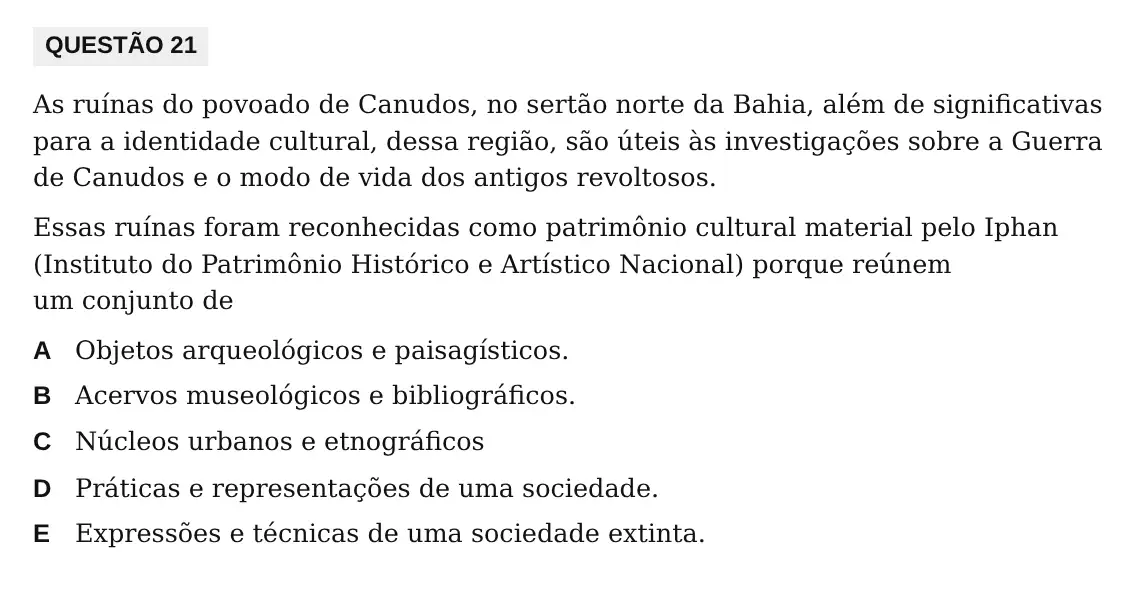 QUESTÃO 21
As ruínas do povoado de Canudos, no sertão norte da Bahia, além de significativas
para a identidade cultural, dessa região, são úteis às investigações sobre a Guerra
de Canudos e o modo de vida dos antigos revoltosos.
Essas ruínas foram reconhecidas como patrimônio cultural material pelo Iphan
(Instituto do Patrimônio Histórico e Artístico Nacional) porque reúnem
um conjunto de
A Objetos arqueológicos e paisagísticos.
B Acervos museológicos e bibliográficos.
C Núcleos urbanos e etnográficos
D Práticas e representações de uma sociedade.
E Expressões e técnicas de uma sociedade extinta.